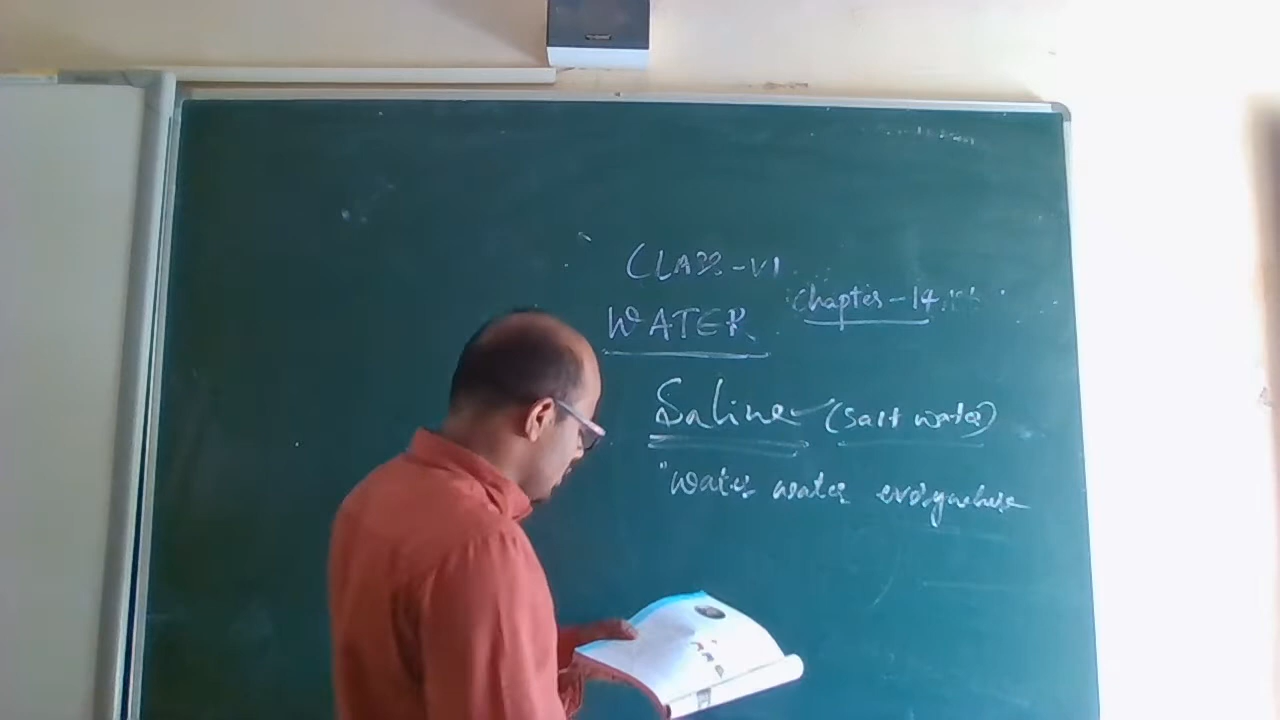 CLASS-VI
Chapter-14
WATER
Saline (Salt water)
"Water water everywhere